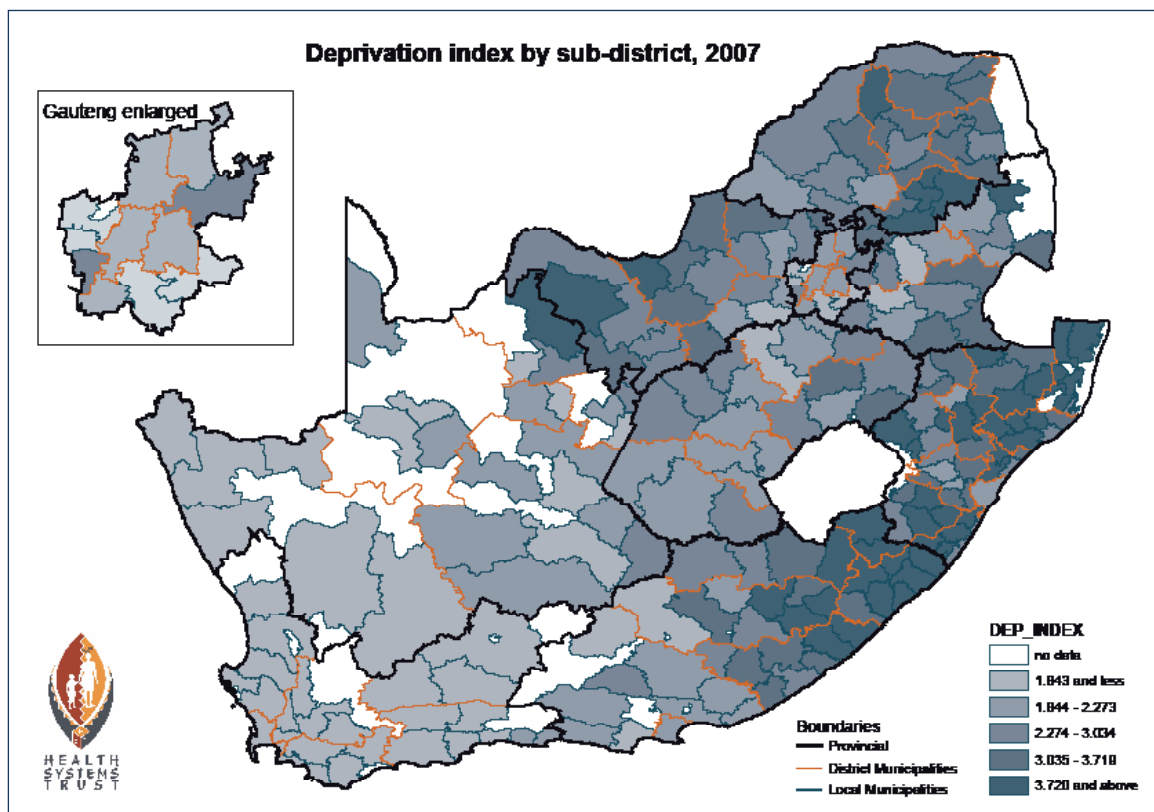 Deprivation index by sub-district, 2007
Gauteng enlarged
DEP_INDEX
no data
1.843 and less
1.844 - 2.273
2.274 - 3.034
3.035 - 3.719
3.720 and above
Boundaries
Provincial
District Municipalities
Local Municipalities
HEALTH
SYSTEMS
TRUST